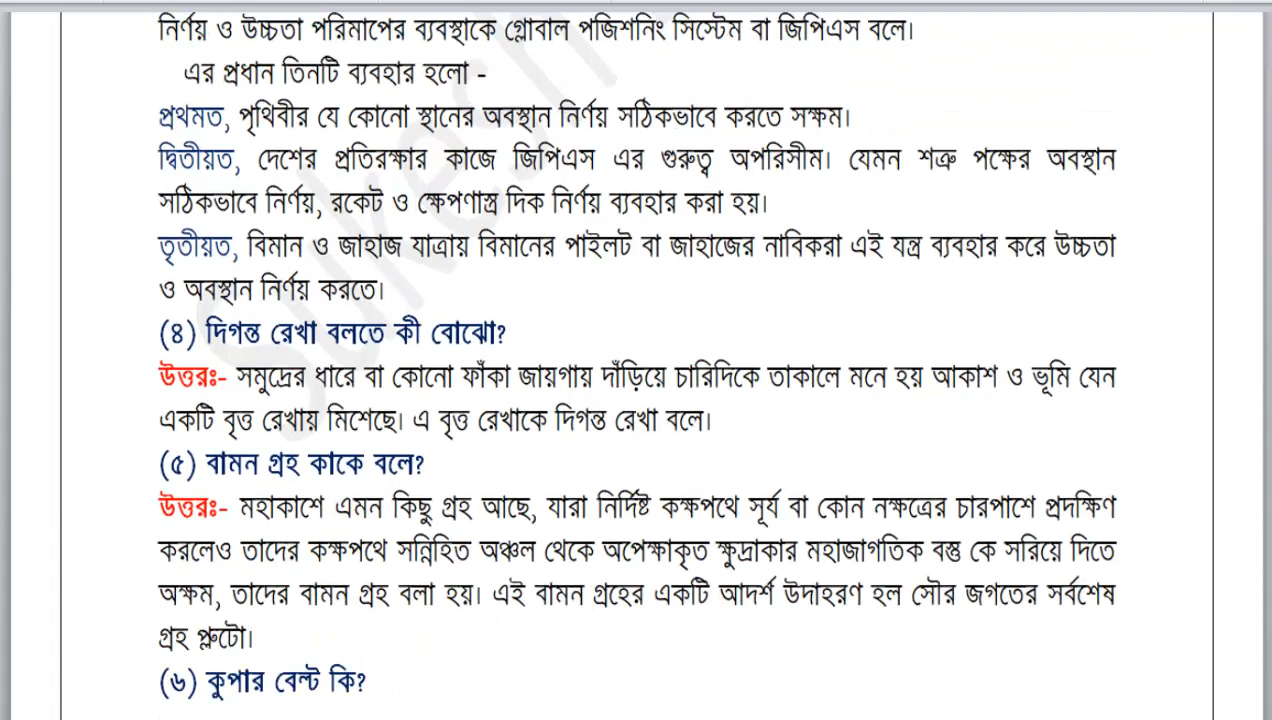 নির্ণয় ও উচ্চতা পরিমাপের ব্যবস্থাকে গ্লোবাল পজিশনিং সিস্টেম বা জিপিএস বলে।
এর প্রধান তিনটি ব্যবহার হলো -
প্রথমত, পৃথিবীর যে কোনো স্থানের অবস্থান নির্ণয় সঠিকভাবে করতে সক্ষম।
দ্বিতীয়ত, দেশের প্রতিরক্ষার কাজে জিপিএস এর গুরুত্ব অপরিসীম। যেমন শত্রু পক্ষের অবস্থান
সঠিকভাবে নির্ণয়, রকেট ও ক্ষেপণাস্ত্র দিক নির্ণয় ব্যবহার করা হয়।
তৃতীয়ত, বিমান ও জাহাজ যাত্রায় বিমানের পাইলট বা জাহাজের নাবিকরা এই যন্ত্র ব্যবহার করে উচ্চতা
ও অবস্থান নির্ণয় করতে।
(৪) দিগন্ত রেখা বলতে কী বোঝো?
উত্তরঃ- সমুদ্রের ধারে বা কোনো ফাঁকা জায়গায় দাঁড়িয়ে চারিদিকে তাকালে মনে হয় আকাশ ও ভূমি যেন
একটি বৃত্ত রেখায় মিশেছে। এ বৃত্ত রেখাকে দিগন্ত রেখা বলে।
(৫) বামন গ্রহ কাকে বলে?
উত্তরঃ- মহাকাশে এমন কিছু গ্রহ আছে, যারা নির্দিষ্ট কক্ষপথে সূর্য বা কোন নক্ষত্রের চারপাশে প্রদক্ষিণ
করলেও তাদের কক্ষপথে সন্নিহিত অঞ্চল থেকে অপেক্ষাকৃত ক্ষুদ্রাকার মহাজাগতিক বস্তু কে সরিয়ে দিতে
অক্ষম, তাদের বামন গ্রহ বলা হয়। এই বামন গ্রহের একটি আদর্শ উদাহরণ হল সৌর জগতের সর্বশেষ
গ্রহ প্লুটো।
(৬) কুপার বেল্ট কি?
Sukesh